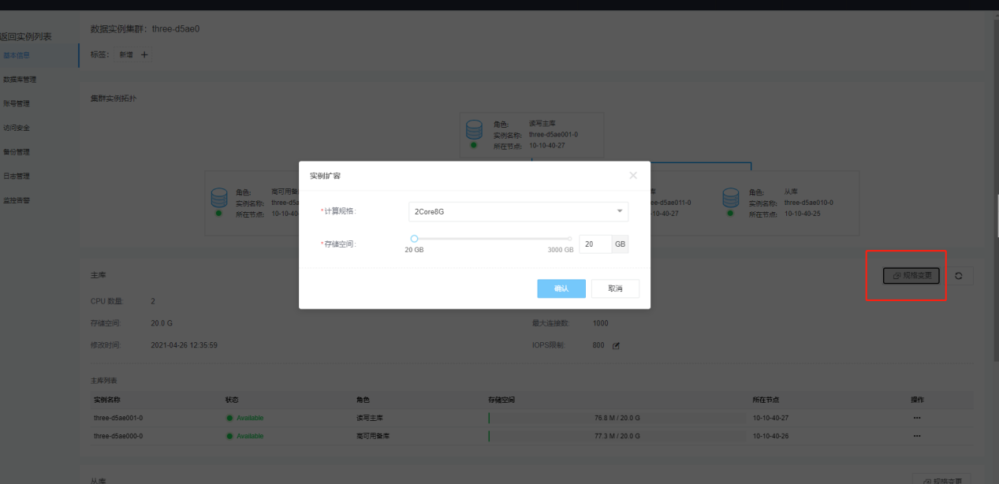 数据实例集群：three-d5ae0
返回实例列表
基本信息
标签： 新增 +
数据库管理
集群实例拓扑
账号管理
访问安全
备份管理
日志管理
监控告警
角色: 读写主库
实例名称: three-d5ae001-0
所在节点: 10-10-40-27
角色: 高可用备
实例名称: three-d5a
所在节点: 10-10-40-
库
ee-d5ae011-0
-10-40-27
角色: 从库
实例名称: three-d5ae010-0
所在节点: 10-10-40-25
实例扩容
*计算规格: 2Core8G
*存储空间: 20 GB
20 GB 3000 GB
确认 取消
主库 规格变更
CPU 数量: 2
存储空间: 20.0 G 最大连接数: 1000
修改时间: 2021-04-26 12:35:59 IOPS限制: 800
主库列表
实例名称 状态 角色 存储空间 所在节点 操作
three-d5ae001-0 Available 读写主库 76.8 M / 20.0 G 10-10-40-27 ···
three-d5ae000-0 Available 高可用备库 77.3 M / 20.0 G 10-10-40-26 ···
从库 规格变更